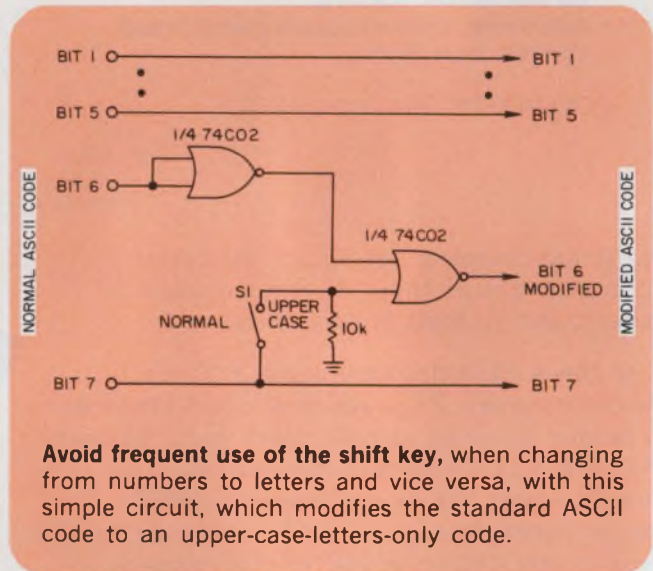 BIT 1 BIT 1
BIT 5 BIT 5
1/4 74CO2
BIT 6
1/4 74CO2
BIT 6
MODIFIED
S1
UPPER
CASE
NORMAL
10k
BIT 7 BIT 7
NORMAL ASCII CODE
MODIFIED ASCII CODE
Avoid frequent use of the shift key, when changing
from numbers to letters and vice versa, with this
simple circuit, which modifies the standard ASCII
code to an upper-case-letters-only code.